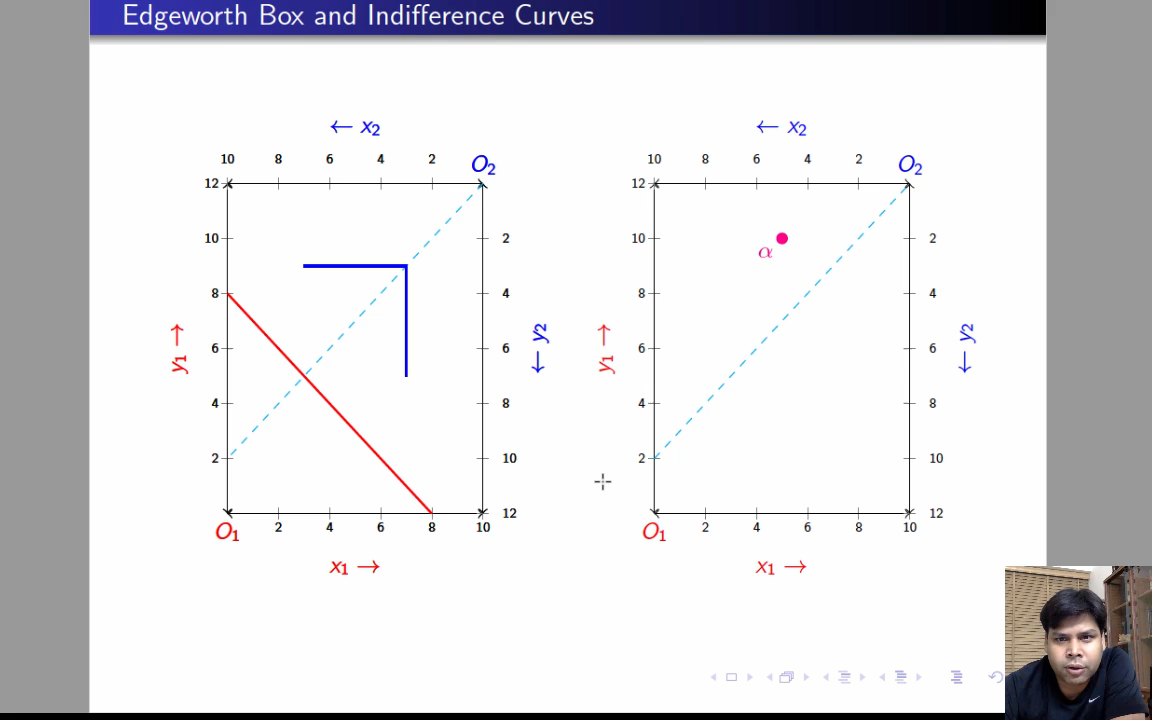 Edgeworth Box and Indifference Curves
← x₂
10 8 6 4 2 O₂
12
10 2
8 4
6 6
4 8
2 10
12
y₁ →
← y₂
O₁ 2 4 6 8 10
x₁ →
← x₂
10 8 6 4 2 O₂
12
10 2
α
8 4
6 6
4 8
2 10
12
y₁ →
← y₂
O₁ 2 4 6 8 10
x₁ →